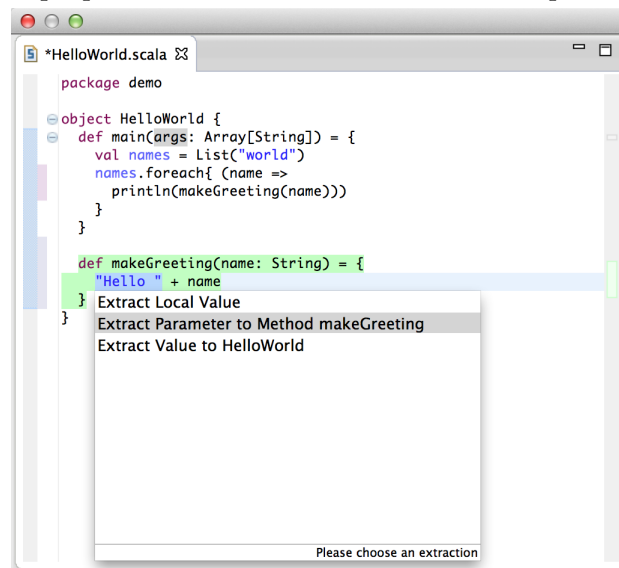 *HelloWorld.scala
package demo
object HelloWorld {
def main(args: Array[String]) = {
val names = List("world")
names.foreach{ (name =>
println(makeGreeting(name)))
}
}
def makeGreeting(name: String) = {
"Hello " + name
}
}
Extract Local Value
Extract Parameter to Method makeGreeting
Extract Value to HelloWorld
Please choose an extraction